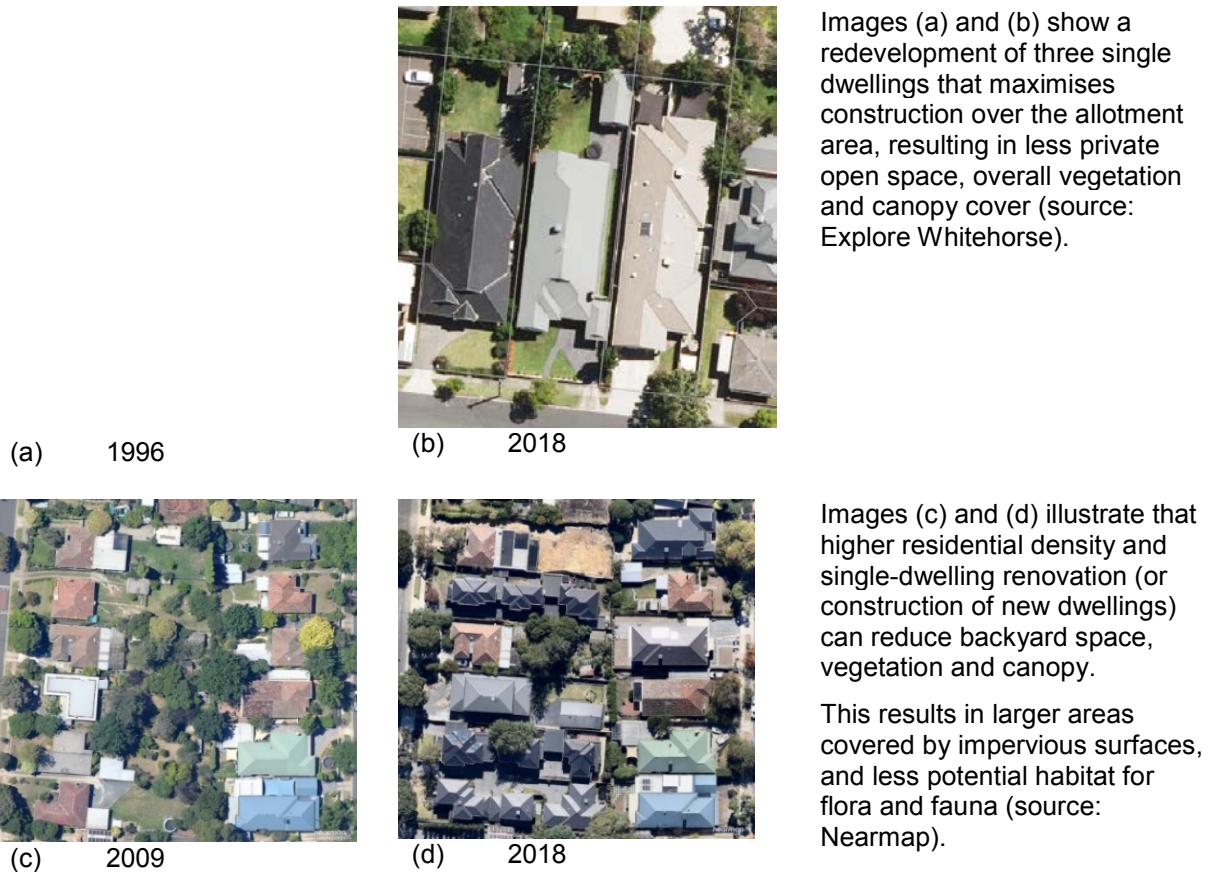 Images (a) and (b) show a
redevelopment of three single
dwellings that maximises
construction over the allotment
area, resulting in less private
open space, overall vegetation
and canopy cover (source:
Explore Whitehorse).
(a) 1996
(b) 2018
Images (c) and (d) illustrate that
higher residential density and
single-dwelling renovation (or
construction of new dwellings)
can reduce backyard space,
vegetation and canopy.
This results in larger areas
covered by impervious surfaces,
and less potential habitat for
flora and fauna (source:
Nearmap).
nearmap
nearmap
(c) 2009
(d) 2018